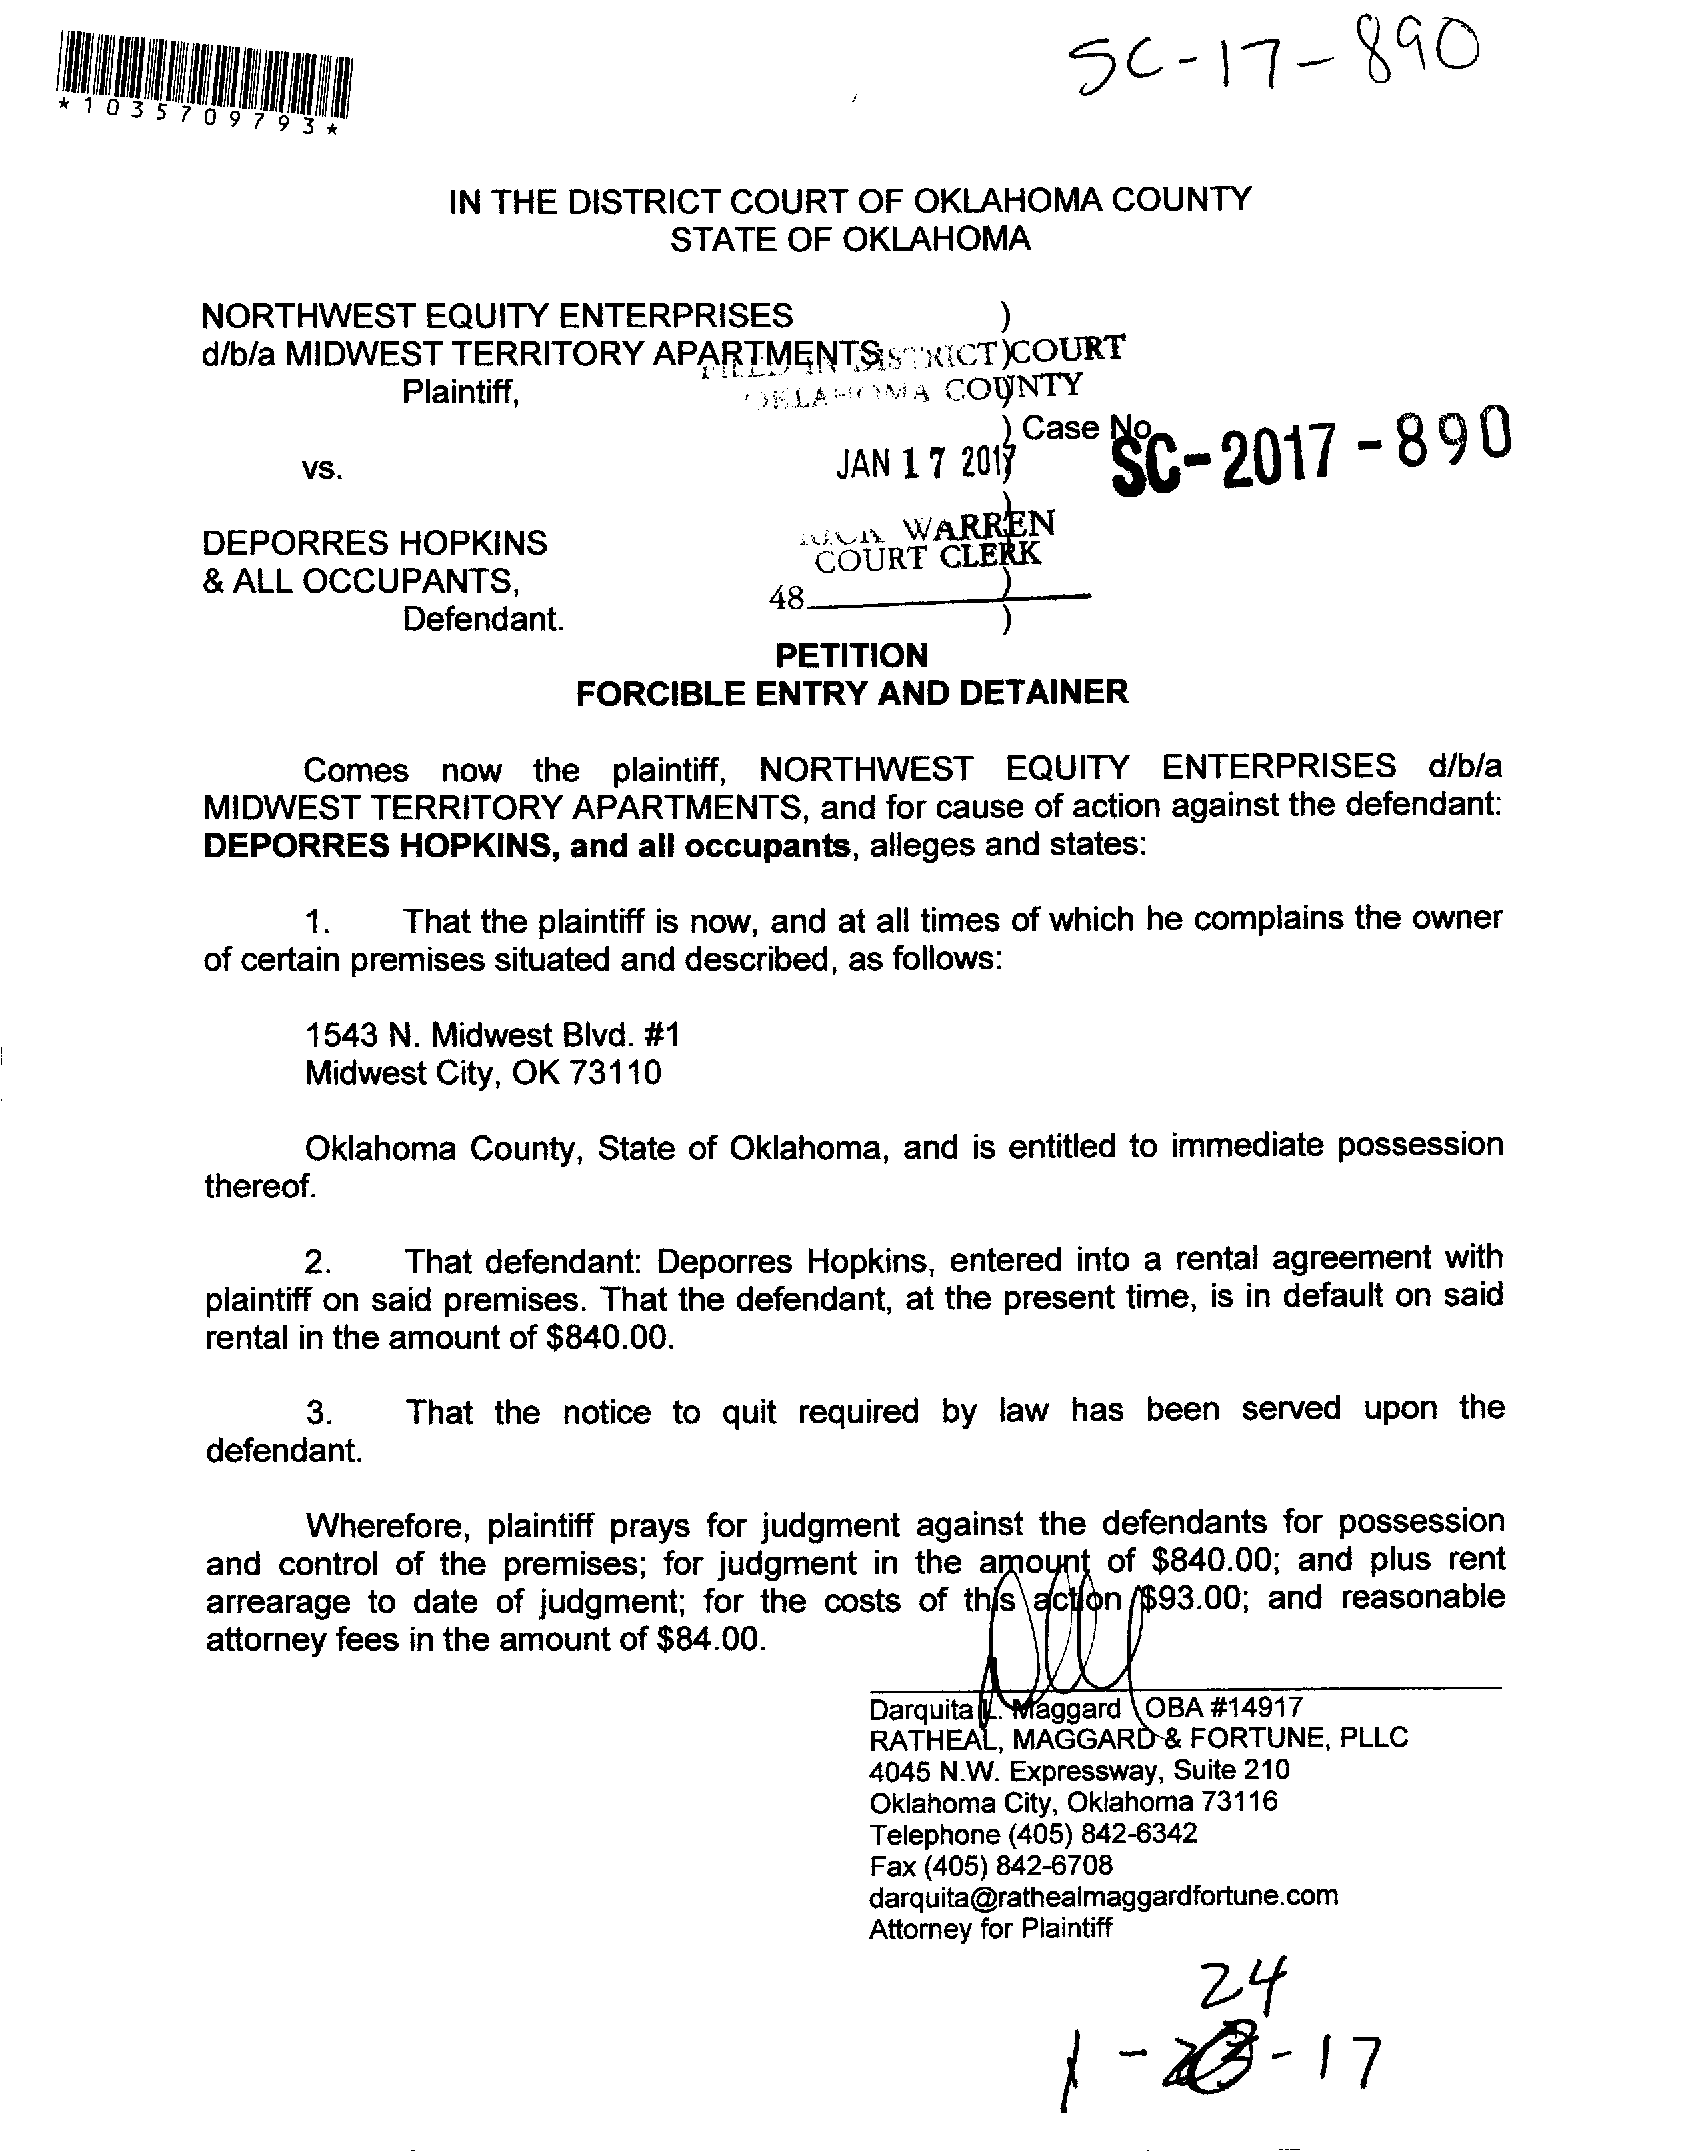 SC-17-890
*1035709793*
IN THE DISTRICT COURT OF OKLAHOMA COUNTY
STATE OF OKLAHOMA
NORTHWEST EQUITY ENTERPRISES )
d/b/a MIDWEST TERRITORY APARTMENTS )
FILED IN DISTRICT COURT
Plaintiff, )
OKLAHOMA COUNTY
) Case No.
SC-2017-890
JAN 17 2017
vs. )
)
RICK WARREN
DEPORRES HOPKINS )
COURT CLERK
& ALL OCCUPANTS, )
48
Defendant. )
PETITION
FORCIBLE ENTRY AND DETAINER
Comes now the plaintiff, NORTHWEST EQUITY ENTERPRISES d/b/a
MIDWEST TERRITORY APARTMENTS, and for cause of action against the defendant:
DEPORRES HOPKINS, and all occupants, alleges and states:
1. That the plaintiff is now, and at all times of which he complains the owner
of certain premises situated and described, as follows:
1543 N. Midwest Blvd. #1
Midwest City, OK 73110
Oklahoma County, State of Oklahoma, and is entitled to immediate possession
thereof.
2. That defendant: Deporres Hopkins, entered into a rental agreement with
plaintiff on said premises. That the defendant, at the present time, is in default on said
rental in the amount of $840.00.
3. That the notice to quit required by law has been served upon the
defendant.
Wherefore, plaintiff prays for judgment against the defendants for possession
and control of the premises; for judgment in the amount of $840.00; and plus rent
arrearage to date of judgment; for the costs of this action $93.00; and reasonable
attorney fees in the amount of $84.00.
Darquita L. Maggard OBA #14917
RATHEAL, MAGGARD & FORTUNE, PLLC
4045 N.W. Expressway, Suite 210
Oklahoma City, Oklahoma 73116
Telephone (405) 842-6342
Fax (405) 842-6708
darquita@rathealmaggardfortune.com
Attorney for Plaintiff
24
1- -17